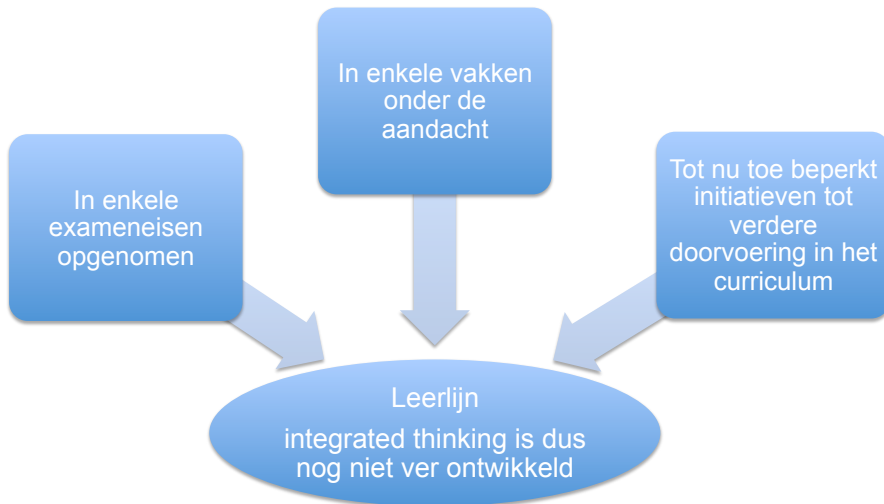 In enkele
exameneisen
opgenomen
In enkele vakken
onder de
aandacht
Tot nu toe beperkt
initiatieven tot
verdere
doorvoering in het
curriculum
Leerlijn
integrated thinking is dus
nog niet ver ontwikkeld